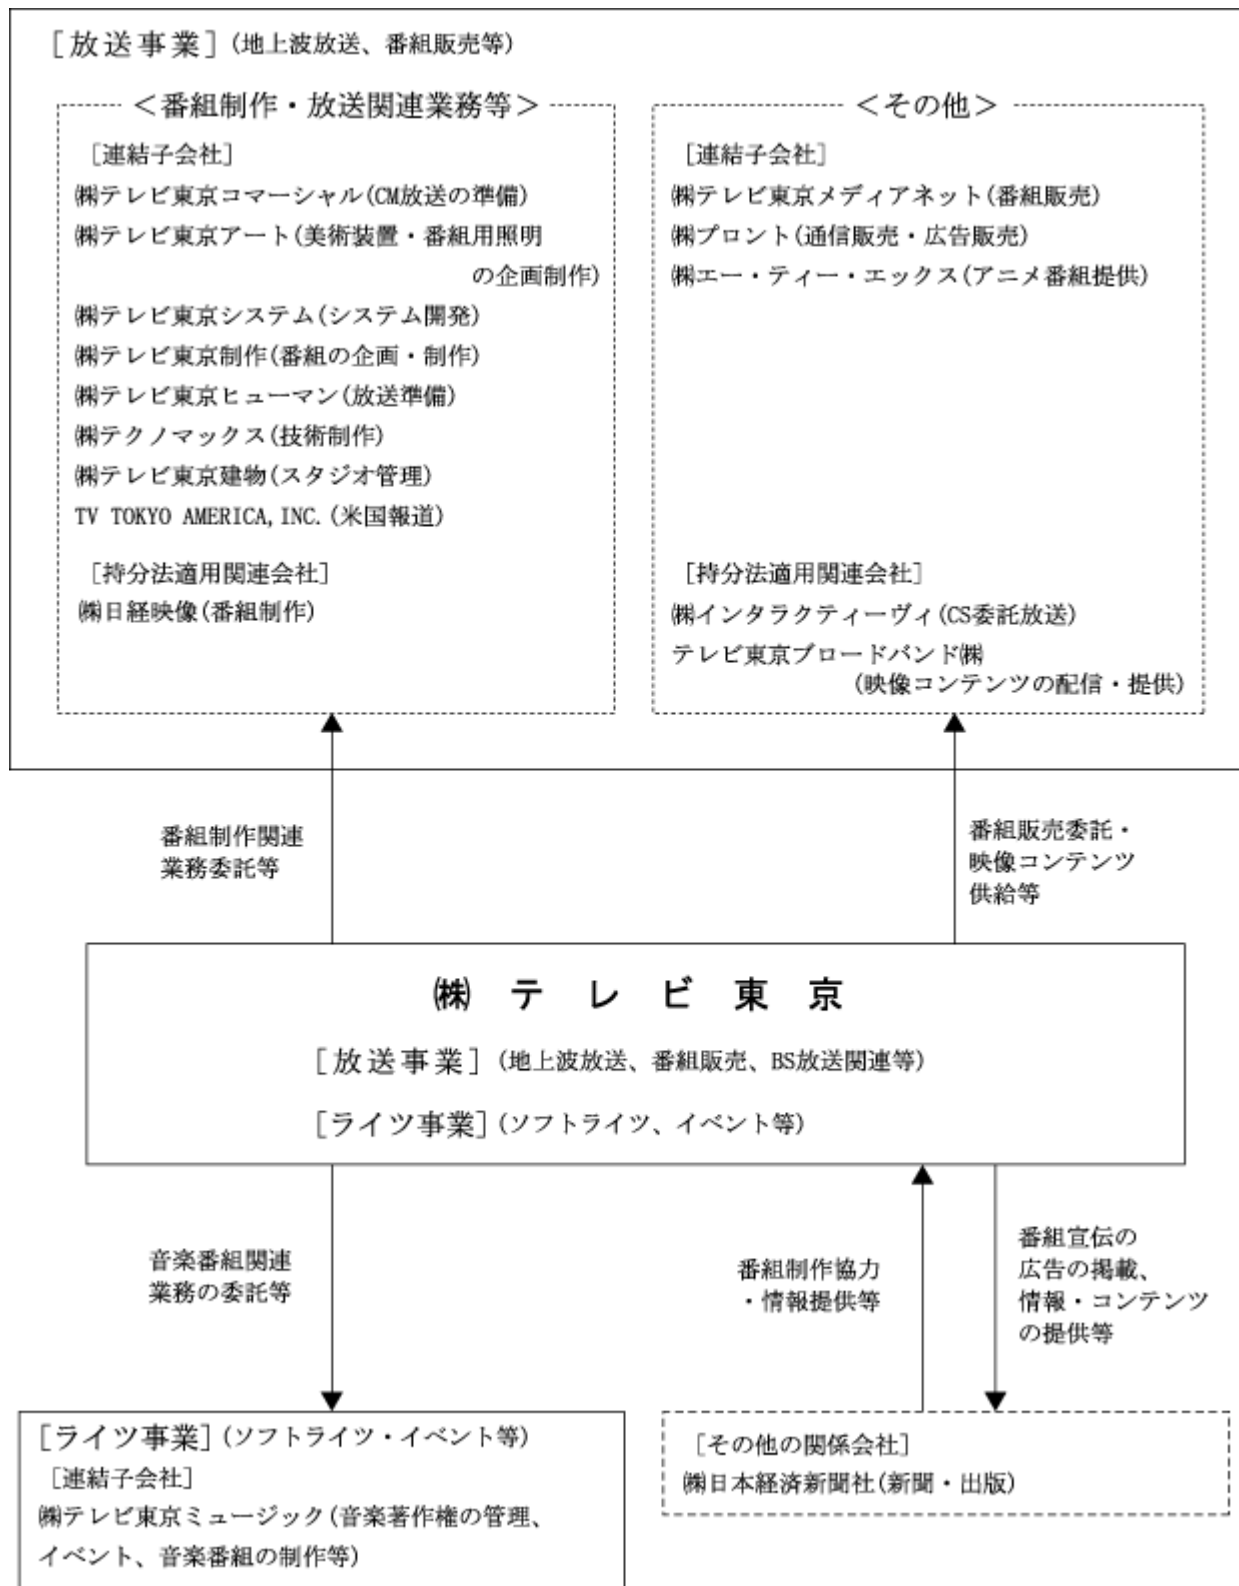 ［放送事業］(地上波放送、番組販売等)
＜番組制作・放送関連業務等＞
［連結子会社］
㈱テレビ東京コマーシャル(CM放送の準備)
㈱テレビ東京アート(美術装置・番組用照明
の企画制作)
㈱テレビ東京システム(システム開発)
㈱テレビ東京制作(番組の企画・制作)
㈱テレビ東京ヒューマン(放送準備)
㈱テクノマックス(技術制作)
㈱テレビ東京建物(スタジオ管理)
TV TOKYO AMERICA,INC.(米国報道)
［持分法適用関連会社］
㈱日経映像(番組制作)
＜その他＞
［連結子会社］
㈱テレビ東京メディアネット(番組販売)
㈱プロント(通信販売・広告販売)
㈱エー・ティー・エックス(アニメ番組提供)
［持分法適用関連会社］
㈱インタラクティーヴィ(CS委託放送)
テレビ東京ブロードバンド㈱
(映像コンテンツの配信・提供)
番組制作関連
業務委託等
番組販売委託・
映像コンテンツ
供給等
㈱テレビ東京
［放送事業］(地上波放送、番組販売、BS放送関連等)
［ライツ事業］(ソフトライツ、イベント等)
音楽番組関連
業務の委託等
番組制作協力
・情報提供等
番組宣伝の
広告の掲載、
情報・コンテンツ
の提供等
［ライツ事業］(ソフトライツ・イベント等)
［連結子会社］
㈱テレビ東京ミュージック(音楽著作権の管理、
イベント、音楽番組の制作等)
［その他の関係会社］
㈱日本経済新聞社(新聞・出版)